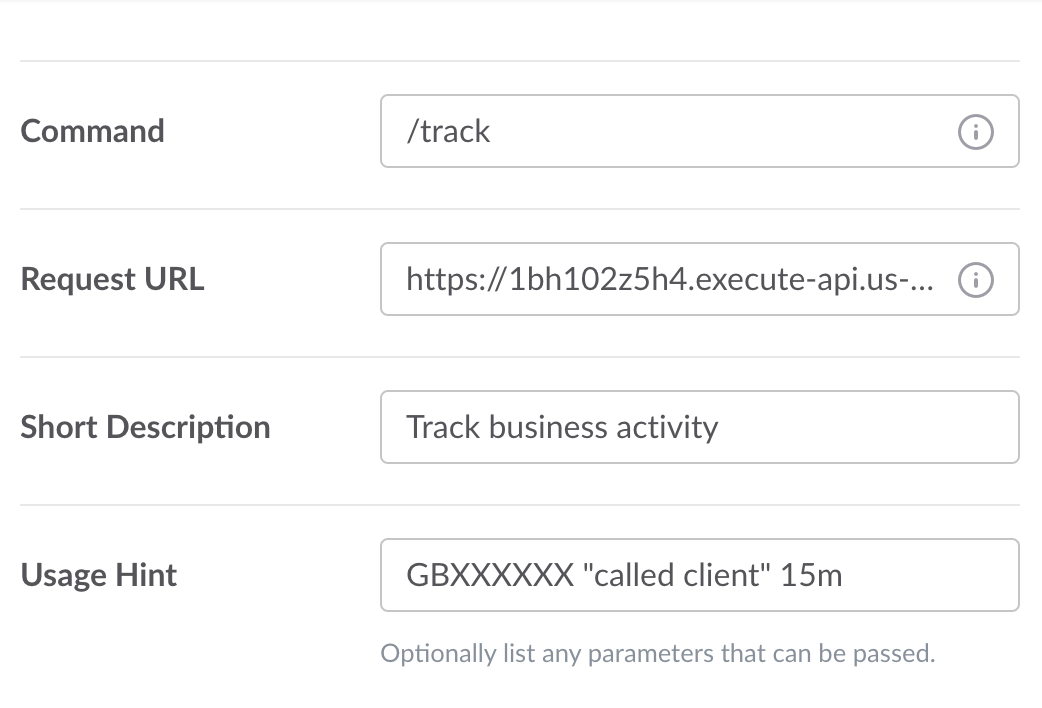 Command
/track
Request URL
https://1bh102z5h4.execute-api.us-...
Short Description
Track business activity
Usage Hint
GBXXXXXX "called client" 15m
Optionally list any parameters that can be passed.